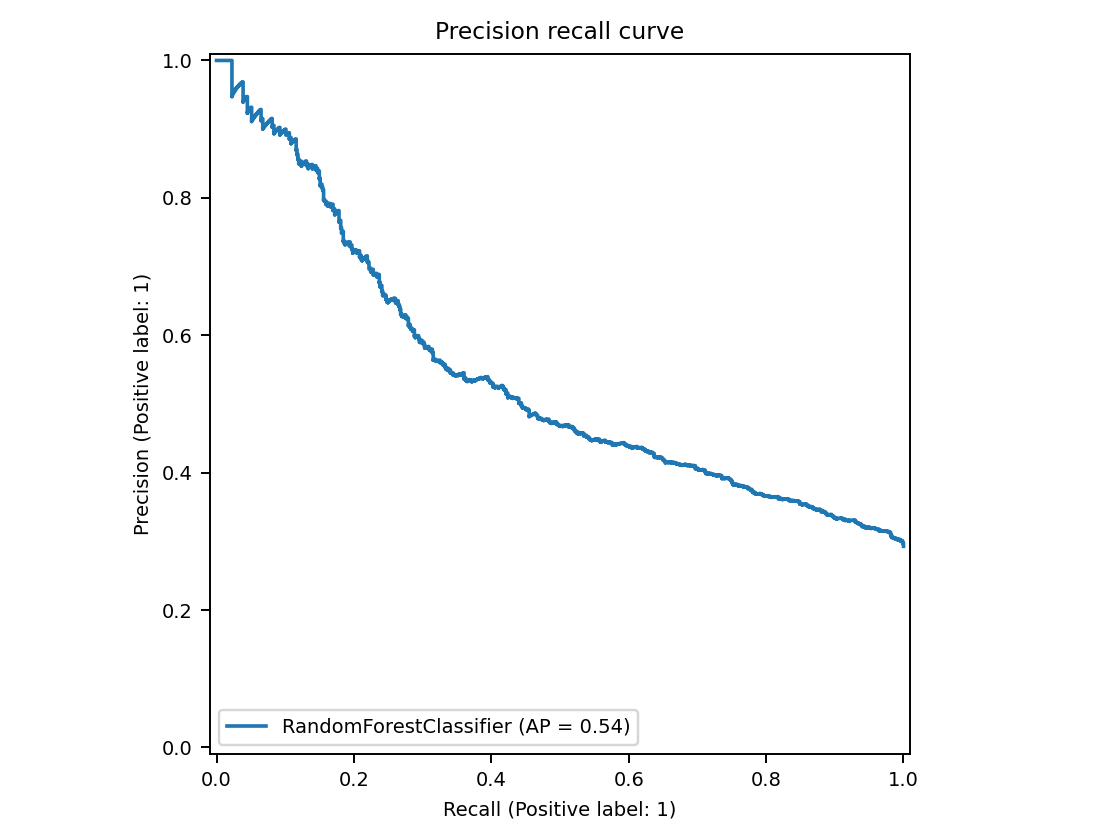 Precision recall curve
1.0
0.8
0.6
0.4
0.2
0.0
Precision (Positive label: 1)
RandomForestClassifier (AP = 0.54)
0.0 0.2 0.4 0.6 0.8 1.0
Recall (Positive label: 1)